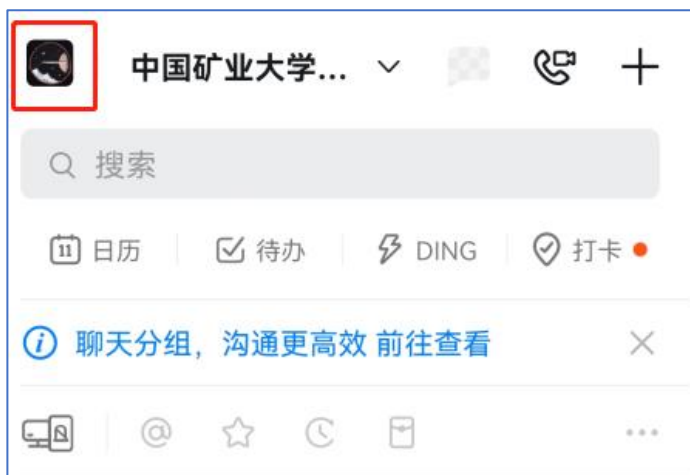 中国矿业大学...
搜索
11 日历 待办 DING 打卡
聊天分组，沟通更高效 前往查看